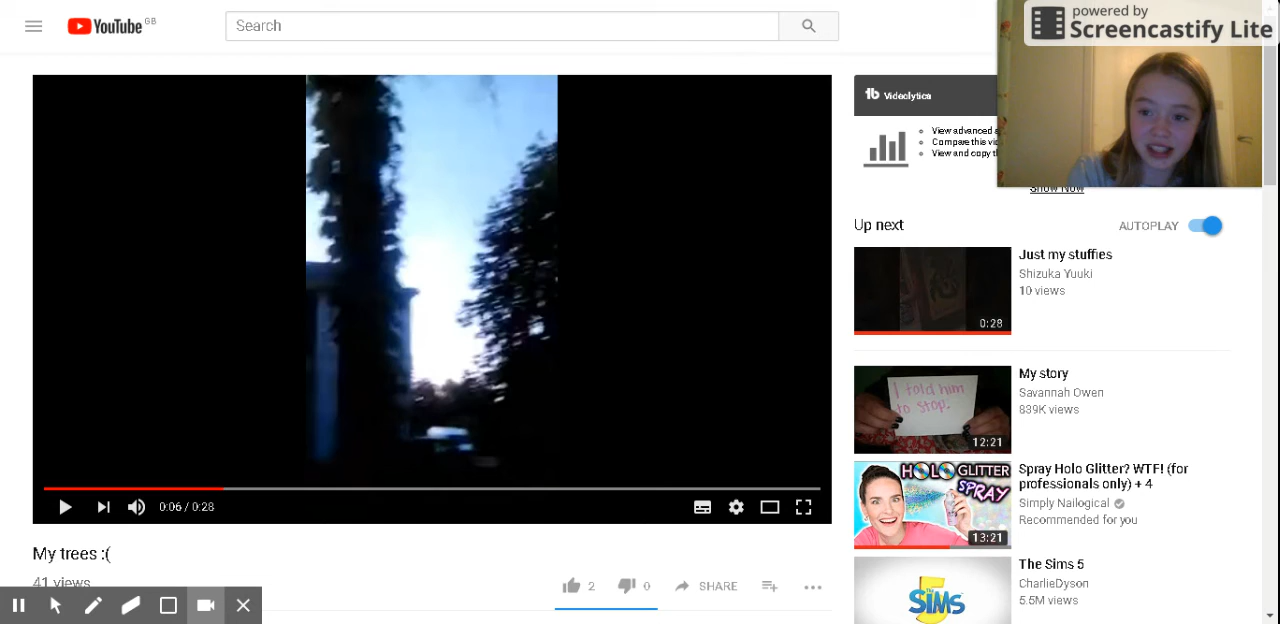 YouTube GB
Search
powered by
Screencastify Lite
Videolytics
View advanced
Compare this
View and copy
Show Now
Up next
AUTOPLAY
Just my stuffies
Shizuka Yuuki
10 views
0:28
I told him
to stop.
12:21
My story
Savannah Owen
839K views
HOLO GLITTER
SPRAY
13:21
Spray Holo Glitter? WTF! (for
professionals only) + 4
Simply Nailogical
Recommended for you
THE
5
SIMS
The Sims 5
CharlieDyson
5.5M views
0:06 / 0:28
My trees :(
41 views
2
0
SHARE